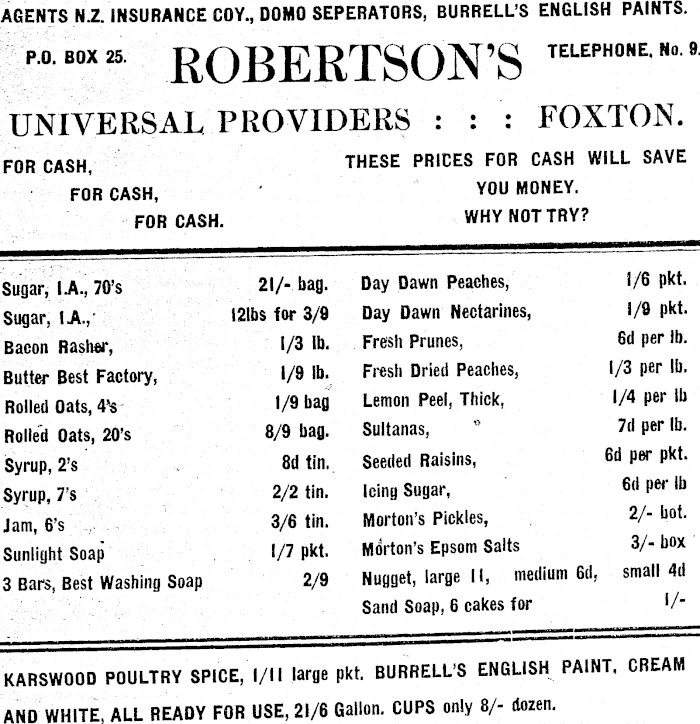 AGENTS N.Z. INSURANCE COY., DOMO SEPERATORS, BURRELL'S ENGLISH PAINTS.
P.O. BOX 25. ROBERTSON'S TELEPHONE, No. 9.
UNIVERSAL PROVIDERS : : : FOXTON.
FOR CASH,
FOR CASH,
FOR CASH.
THESE PRICES FOR CASH WILL SAVE
YOU MONEY.
WHY NOT TRY?
Sugar, I.A., 70's 21/- bag.
Sugar, I.A., 12lbs for 3/9
Bacon Rasher, 1/3 lb.
Butter Best Factory, 1/9 lb.
Rolled Oats, 4's 1/9 bag
Rolled Oats, 20's 8/9 bag.
Syrup, 2's 8d tin.
Syrup, 7's 2/2 tin.
Jam, 6's 3/6 tin.
Sunlight Soap 1/7 pkt.
3 Bars, Best Washing Soap 2/9
Day Dawn Peaches, 1/6 pkt.
Day Dawn Nectarines, 1/9 pkt.
Fresh Prunes, 6d per lb.
Fresh Dried Peaches, 1/3 per lb.
Lemon Peel, Thick, 1/4 per lb
Sultanas, 7d per lb.
Seeded Raisins, 6d per pkt.
Icing Sugar, 6d per lb
Morton's Pickles, 2/- bot.
Morton's Epsom Salts 3/- box
Nugget, large 11, medium 6d, small 4d
Sand Soap, 6 cakes for 1/-
KARSWOOD POULTRY SPICE, 1/11 large pkt. BURRELL'S ENGLISH PAINT, CREAM
AND WHITE, ALL READY FOR USE, 21/6 Gallon. CUPS only 8/- dozen.